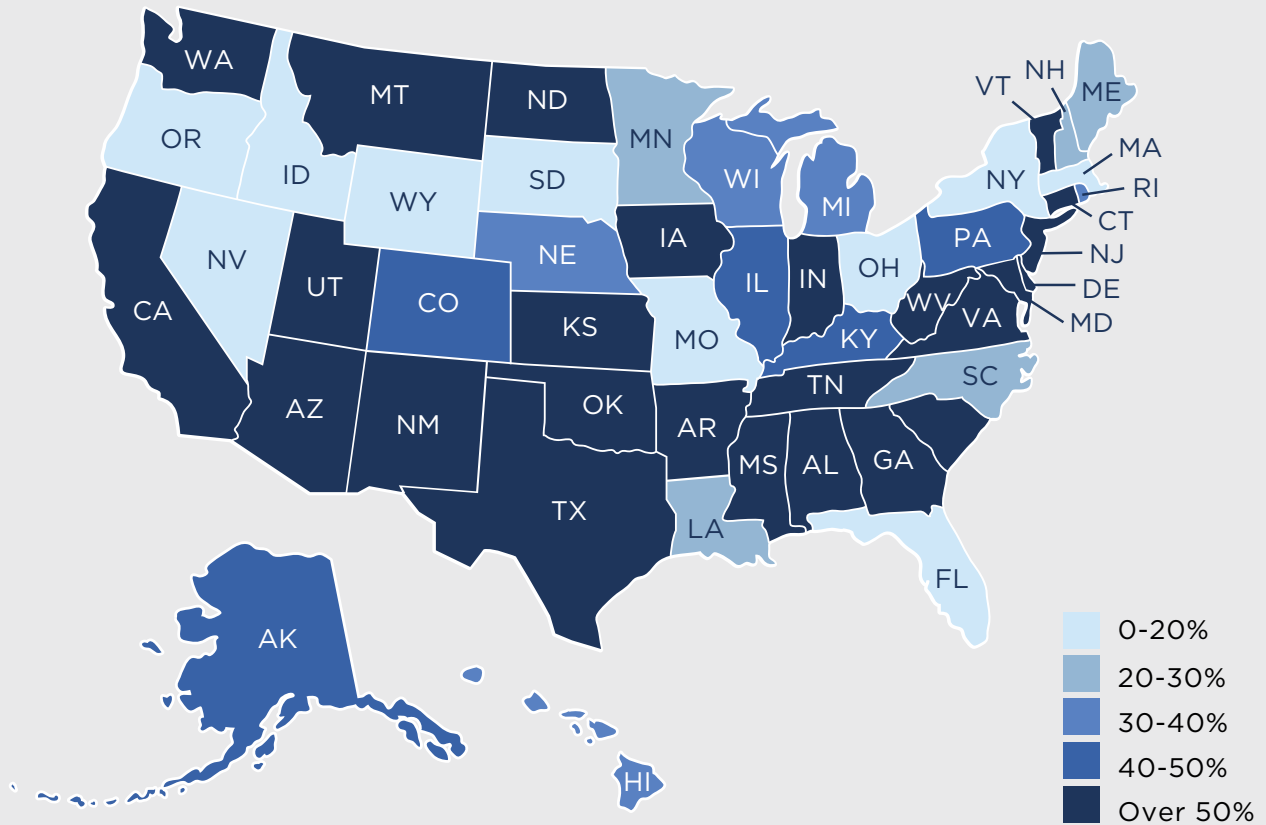 WA
MT
ND
MN
OR
ID
WY
SD
WI
MI
NH
VT
ME
MA
NY
RI
CT
NJ
DE
MD
PA
NV
UT
CO
NE
IA
IL
IN
OH
WV
VA
KY
CA
KS
MO
AZ
NM
OK
AR
TN
SC
MS
AL
GA
TX
LA
FL
AK
HI
0-20%
20-30%
30-40%
40-50%
Over 50%